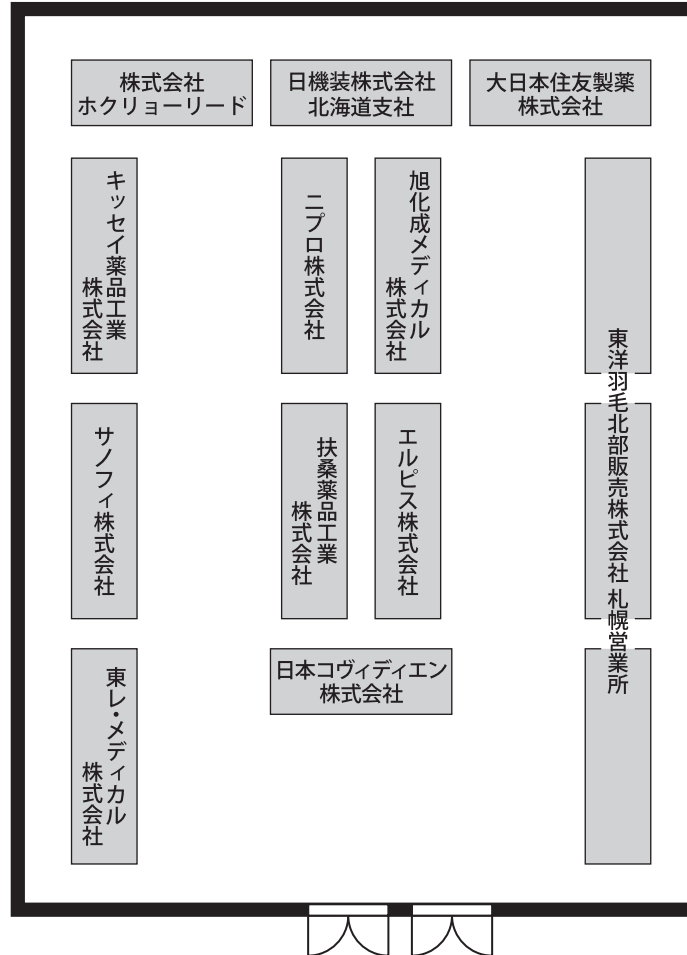 株式会社
ホクリョーリード
日機装株式会社
北海道支社
大日本住友製薬
株式会社
キッセイ薬品工業
株式会社
ニプロ株式会社
旭化成メディカル
株式会社
東洋羽毛北部販売株式会社 札幌営業所
サノフィ株式会社
扶桑薬品工業
株式会社
エルピス株式会社
日本コヴィディエン
株式会社
東レ・メディカル
株式会社